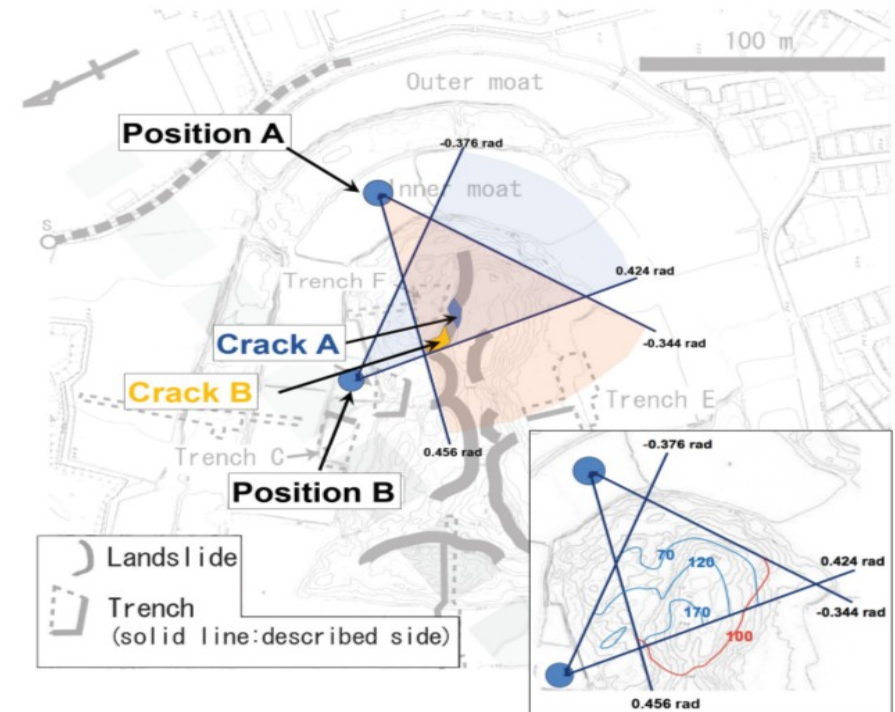 100 m
Outer moat
Position A
-0.376 rad
Inner moat
S
0.424 rad
Trench F
Crack A
-0.344 rad
Crack B
Trench E
0.456 rad
Trench C
Position B
Landslide
Trench
(solid line:described side)
-0.376 rad
70
120
0.424 rad
170
-0.344 rad
100
0.456 rad